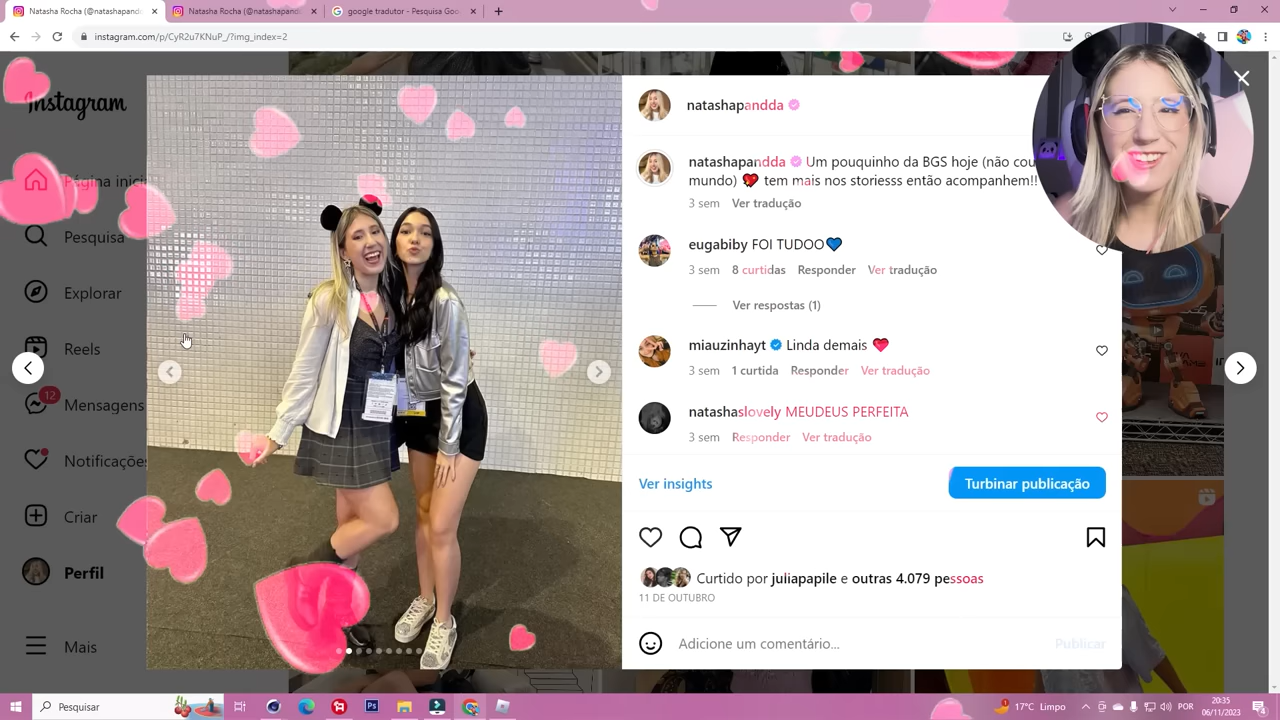 Natasha Rocha (@natashapand
Natasha Rocha (@natashapand
google tradutor - Pesquisa Goo
instagram.com/p/CyR2u7KNuP_/?img_index=2
Instagram
Página inici
Pesquisa
Explorar
Reels
12
Mensagens
Notificações
Criar
Perfil
Mais
natashapandda
natashapandda Um pouquinho da BGS hoje (não cou
mundo) ❤️ tem mais nos storiesss então acompanhem!!
3 sem Ver tradução
eugabiby FOI TUDOO💙
3 sem 8 curtidas Responder Ver tradução
Ver respostas (1)
miauzinhayt Linda demais ❤️
3 sem 1 curtida Responder Ver tradução
natashaslovely MEUDEUS PERFEITA
3 sem Responder Ver tradução
Ver insights
Turbinar publicação
Curtido por juliapapile e outras 4.079 pessoas
11 DE OUTUBRO
Adicione um comentário...
Publicar
Pesquisar
17°C Limpo
POR
20:35
06/11/2023